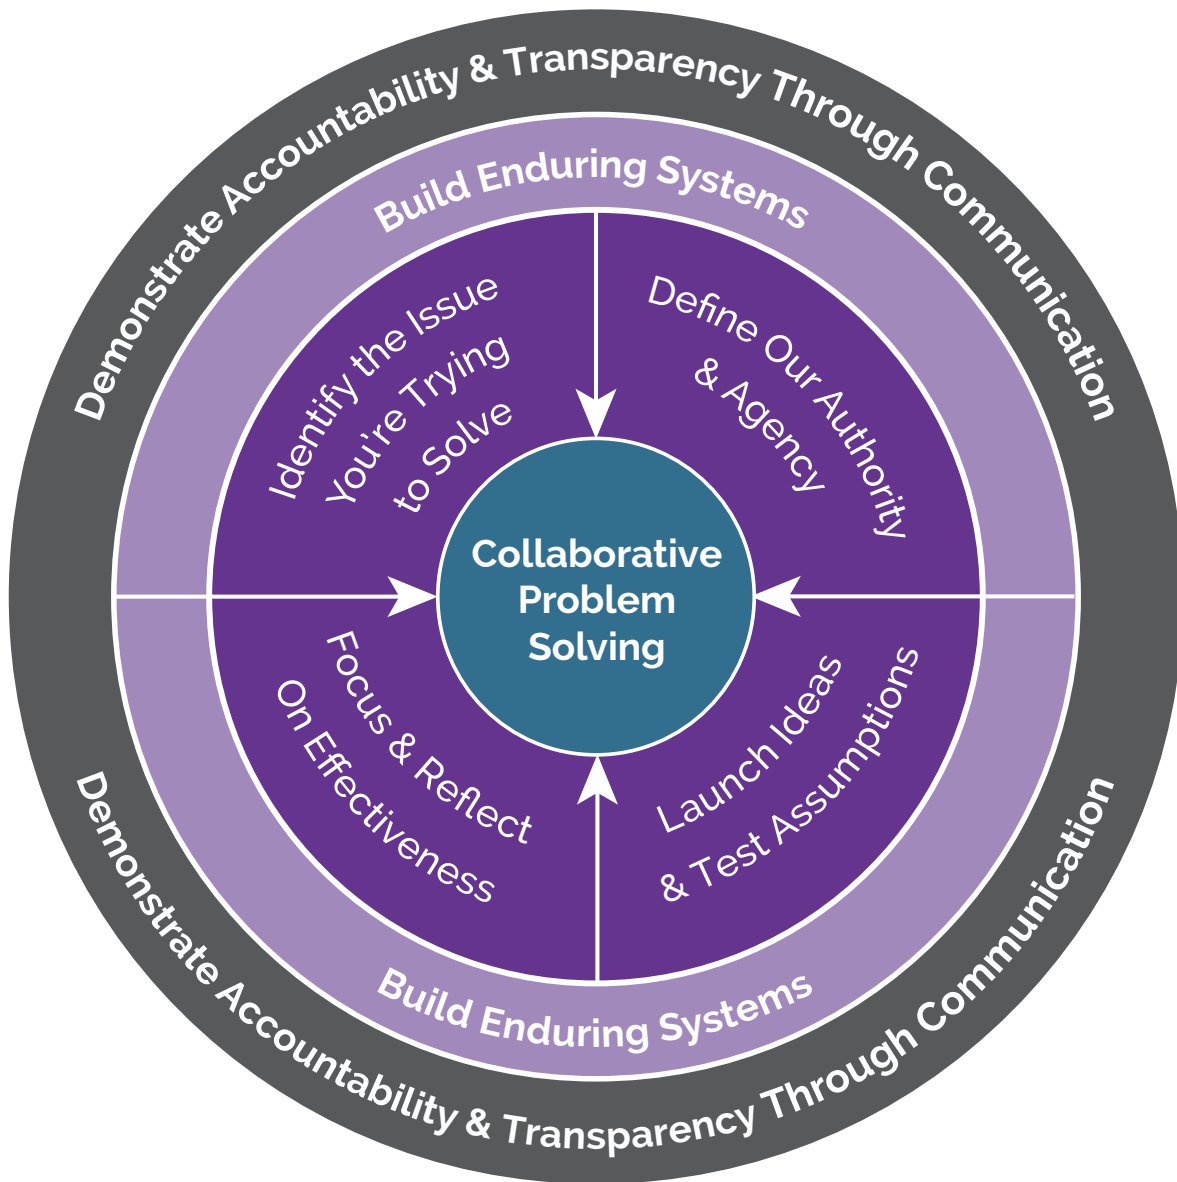 Demonstrate Accountability & Transparency Through Communication
Build Enduring Systems
Identify the Issue
You're Trying
to Solve
Define Our Authority
& Agency
Collaborative
Problem
Solving
Focus & Reflect
On Effectiveness
Launch Ideas
& Test Assumptions
Build Enduring Systems
Demonstrate Accountability & Transparency Through Communication